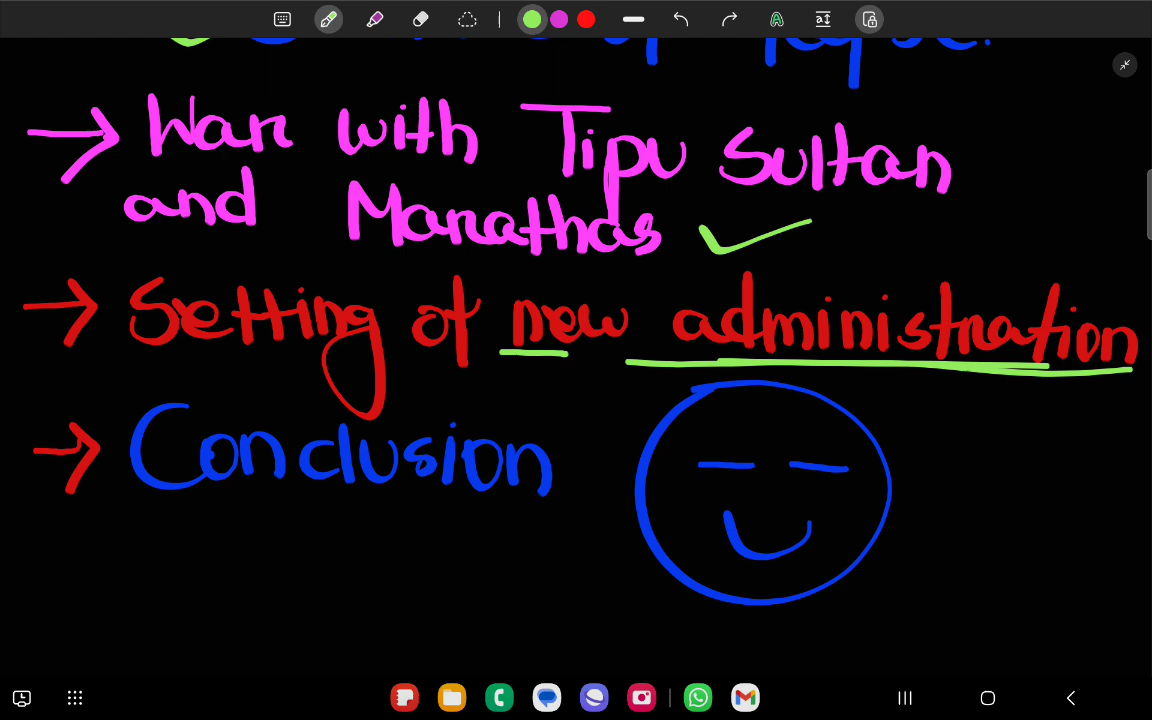 → War with Tipu Sultan
and Marathas ✓
→ Setting of new administration
→ Conclusion